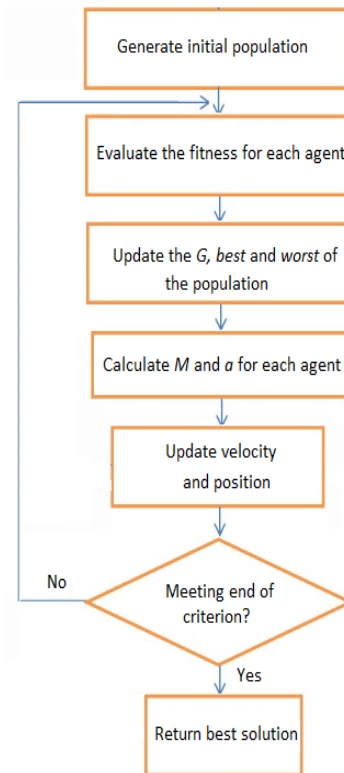 Generate initial population
Evaluate the fitness for each agent
Update the G, best and worst of
the population
Calculate M and a for each agent
Update velocity
and position
Meeting end of
criterion?
No
Yes
Return best solution